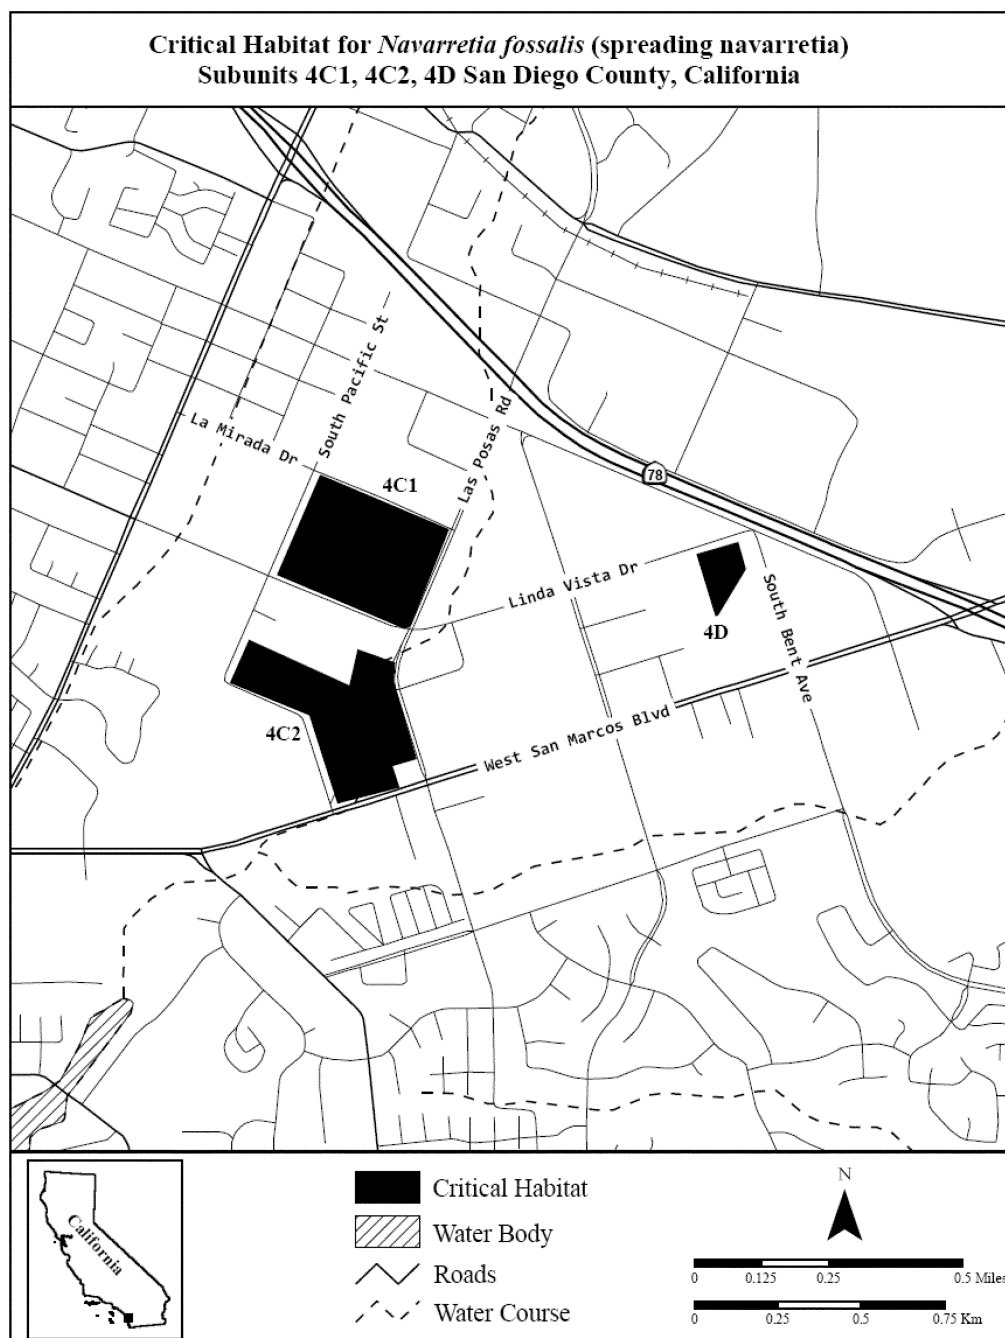 Critical Habitat for Navarretia fossalis (spreading navarretia)
Subunits 4C1, 4C2, 4D San Diego County, California
South Pacific St
La Mirada Dr
Las Posas Rd
78
4C1
Linda Vista Dr
South Bent Ave
4D
4C2
West San Marcos Blvd
California
Critical Habitat
Water Body
Roads
Water Course
N
0 0.125 0.25 0.5 Miles
0 0.25 0.5 0.75 Km